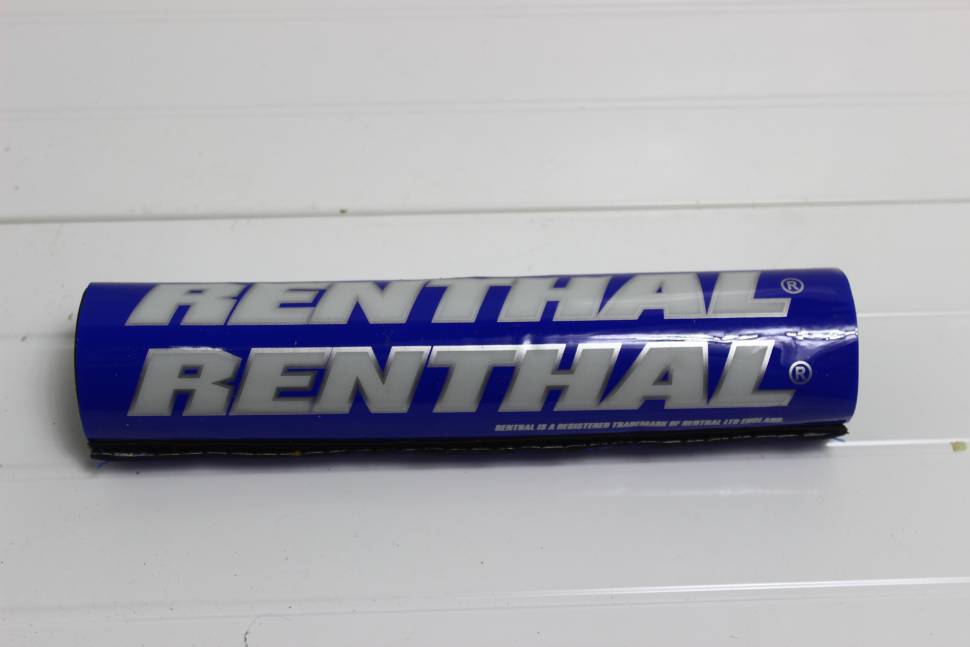 RENTHAL®
RENTHAL®
RENTHAL IS A REGISTERED TRADEMARK OF RENTHAL LTD ENGLAND